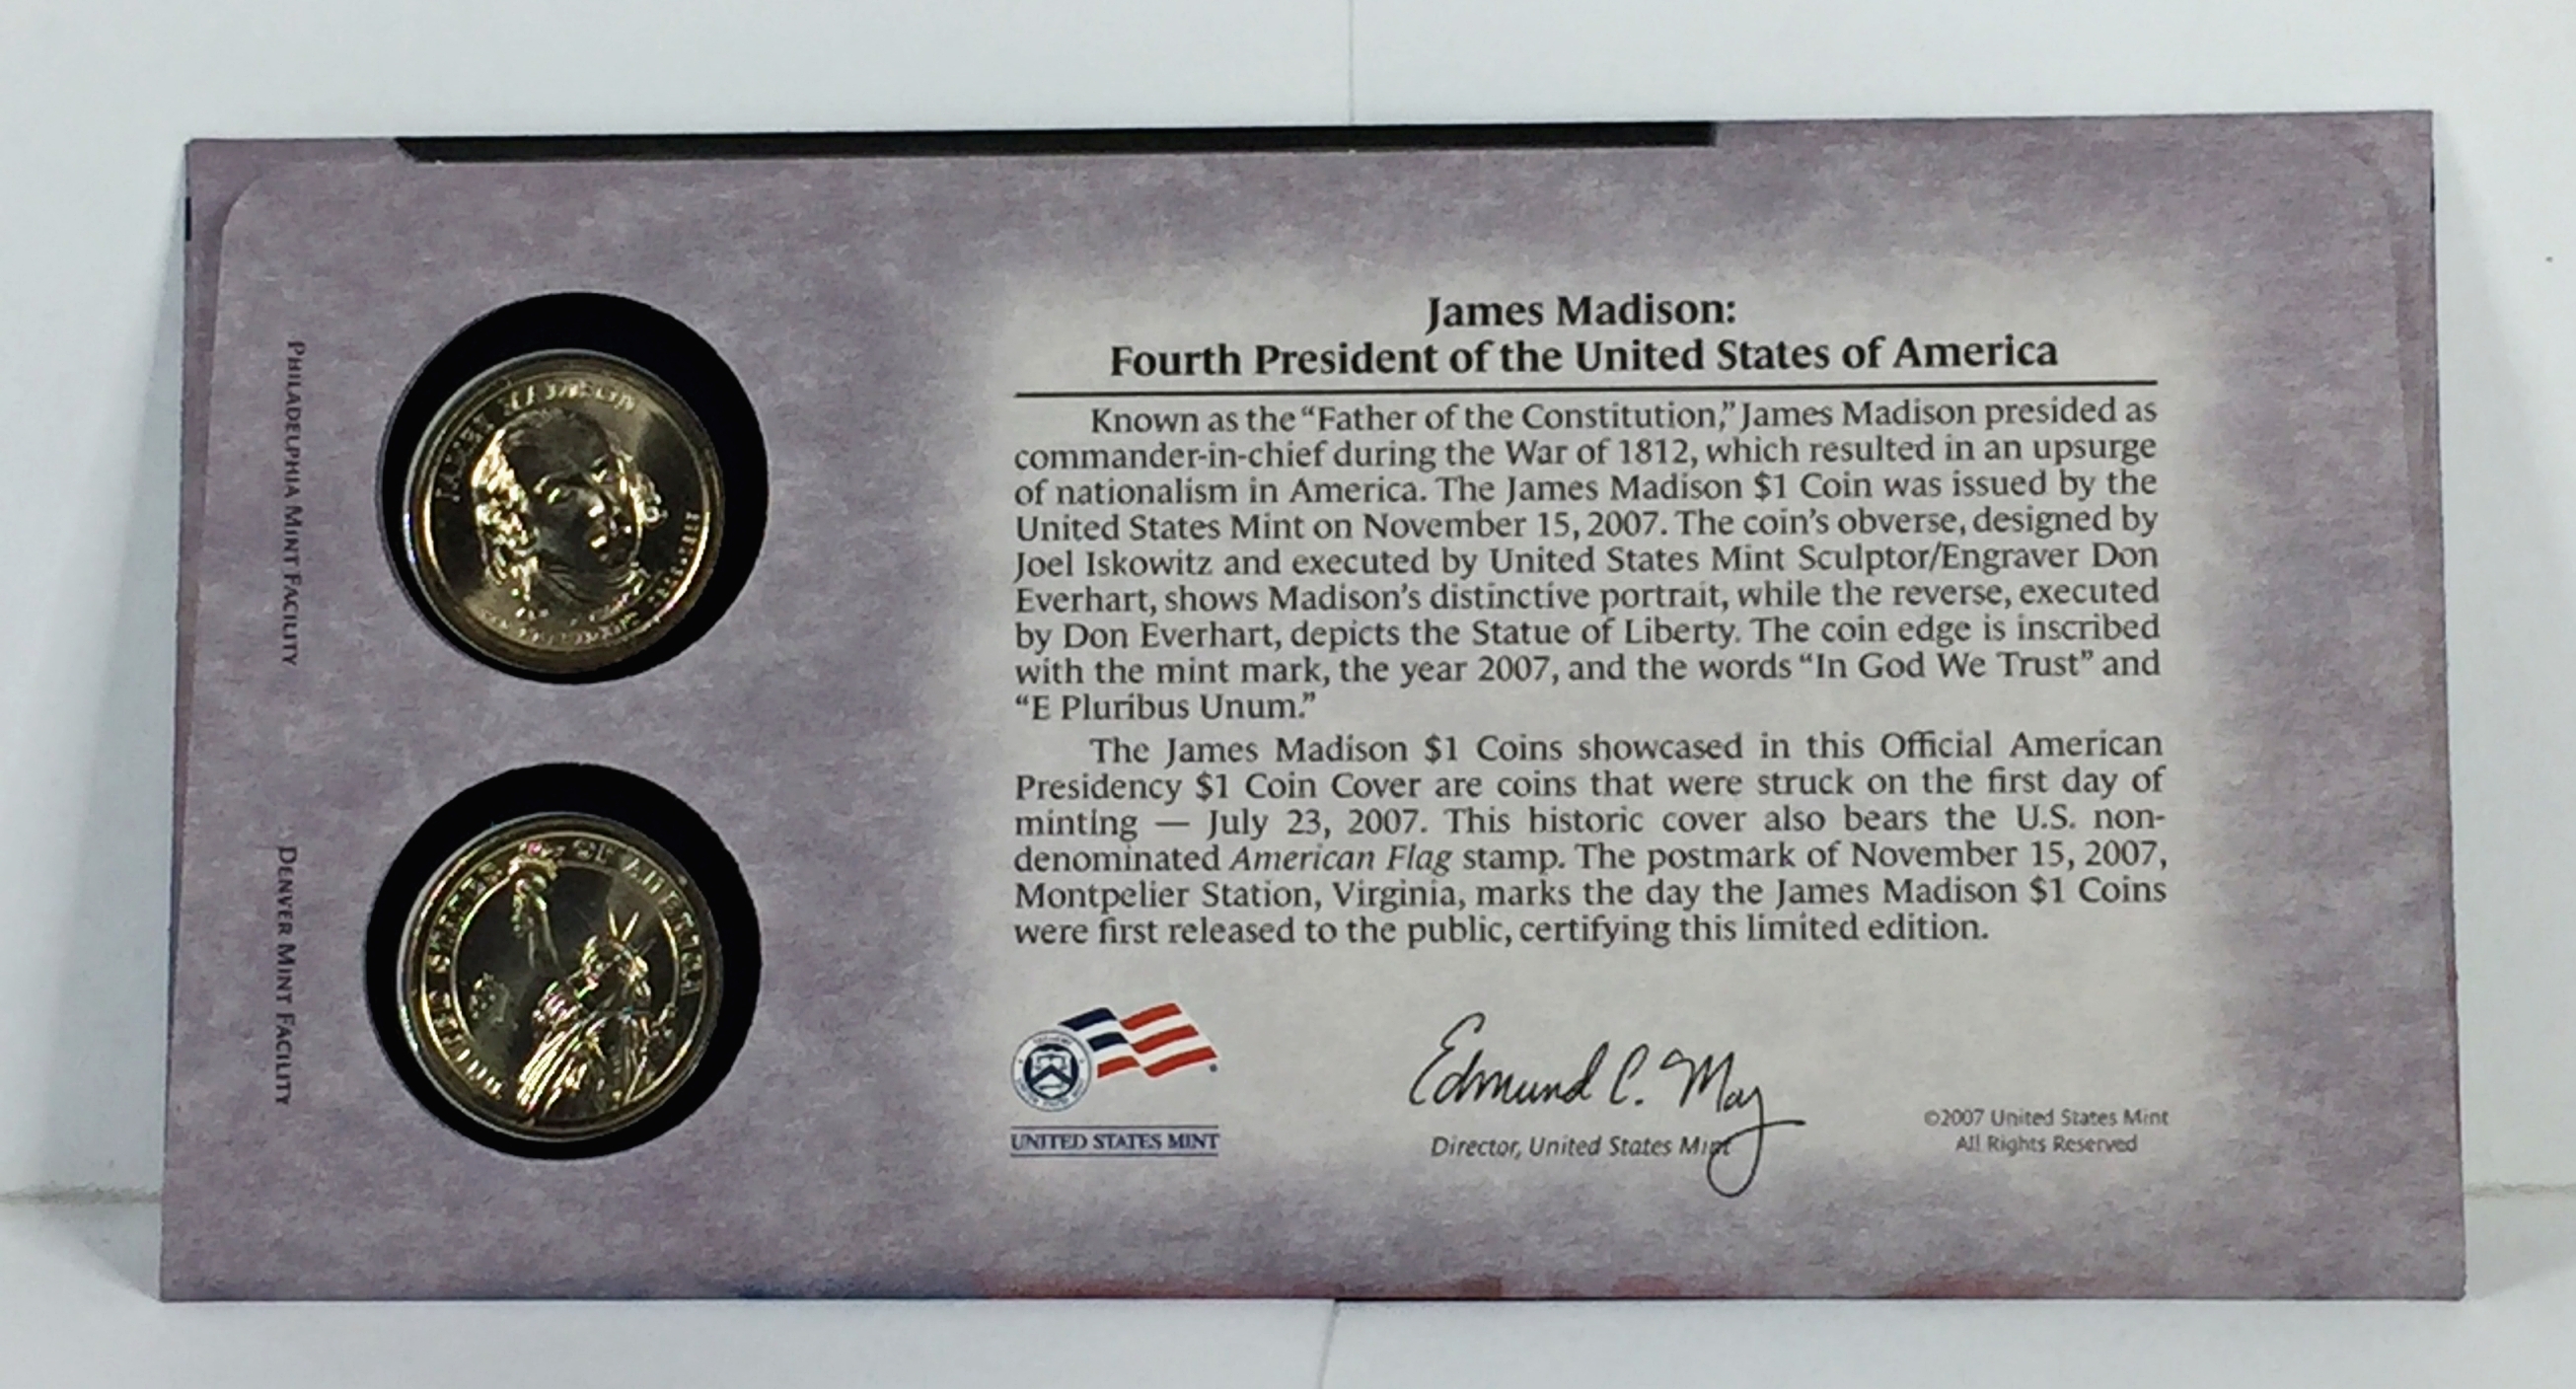 James Madison:
Fourth President of the United States of America
Known as the “Father of the Constitution,” James Madison presided as
commander-in-chief during the War of 1812, which resulted in an upsurge
of nationalism in America. The James Madison $1 Coin was issued by the
United States Mint on November 15, 2007. The coin’s obverse, designed by
Joel Iskowitz and executed by United States Mint Sculptor/Engraver Don
Everhart, shows Madison’s distinctive portrait, while the reverse, executed
by Don Everhart, depicts the Statue of Liberty. The coin edge is inscribed
with the mint mark, the year 2007, and the words “In God We Trust” and
“E Pluribus Unum.”
The James Madison $1 Coins showcased in this Official American
Presidency $1 Coin Cover are coins that were struck on the first day of
minting — July 23, 2007. This historic cover also bears the U.S. non-
denominated American Flag stamp. The postmark of November 15, 2007,
Montpelier Station, Virginia, marks the day the James Madison $1 Coins
were first released to the public, certifying this limited edition.
UNITED STATES MINT
Edmund C. Moy
Director, United States Mint
©2007 United States Mint
All Rights Reserved
PHILADELPHIA MINT FACILITY
JAMES MADISON
DENVER MINT FACILITY
STATES OF AMERICA